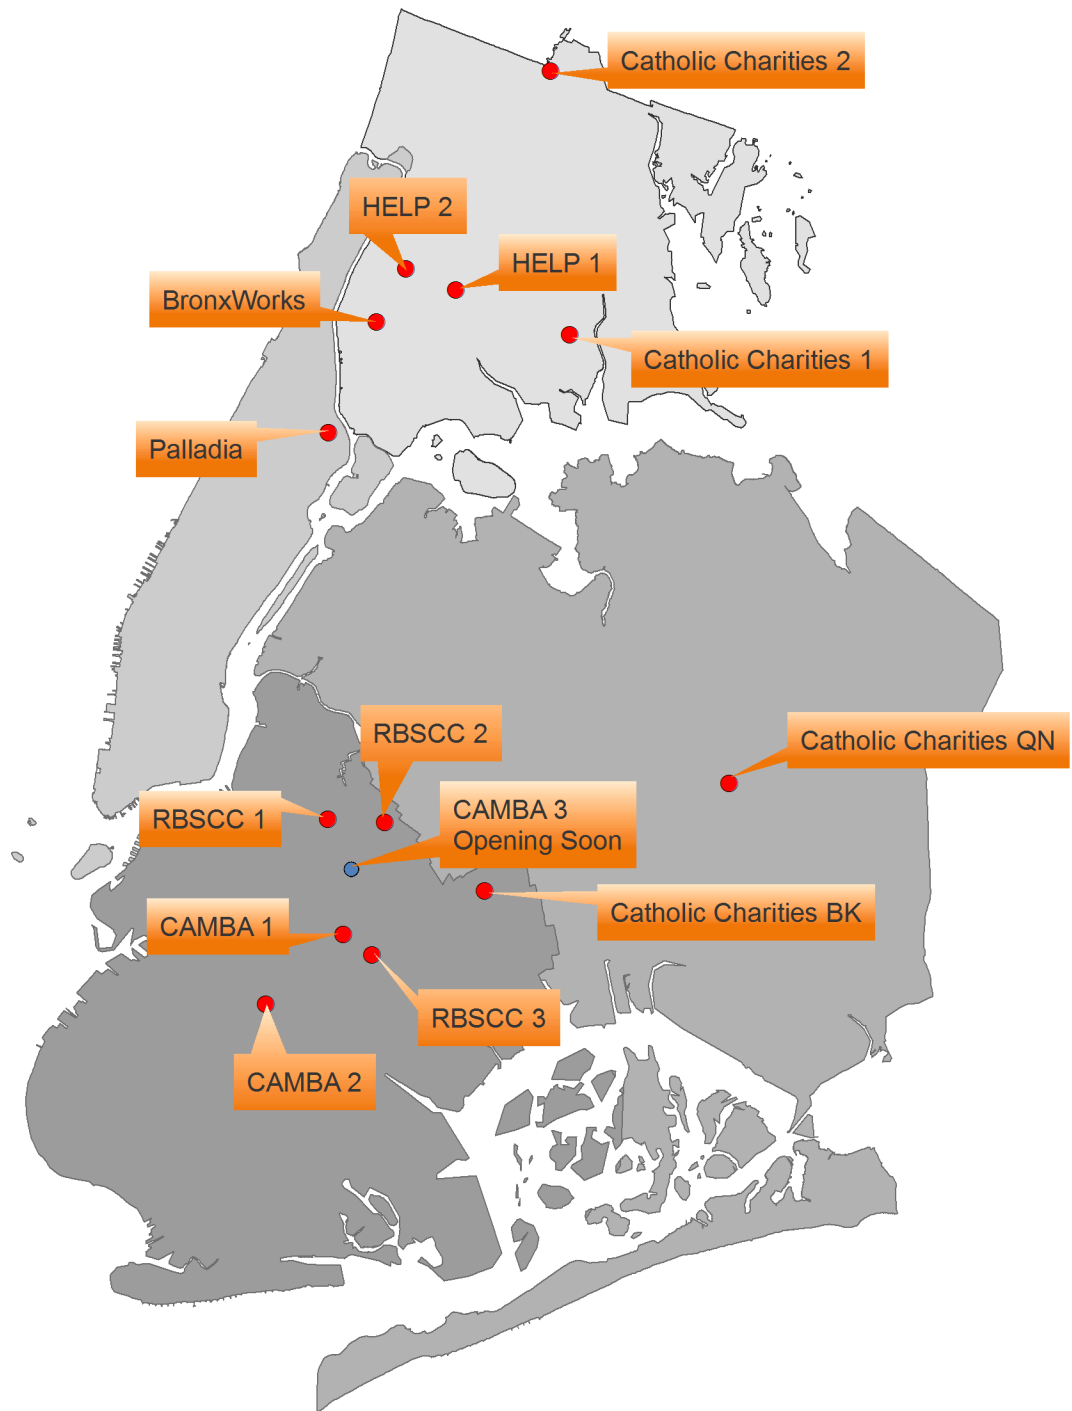 Catholic Charities 2
HELP 2
HELP 1
BronxWorks
Catholic Charities 1
Palladia
RBSCC 2
Catholic Charities QN
RBSCC 1
CAMBA 3
Opening Soon
CAMBA 1
Catholic Charities BK
RBSCC 3
CAMBA 2